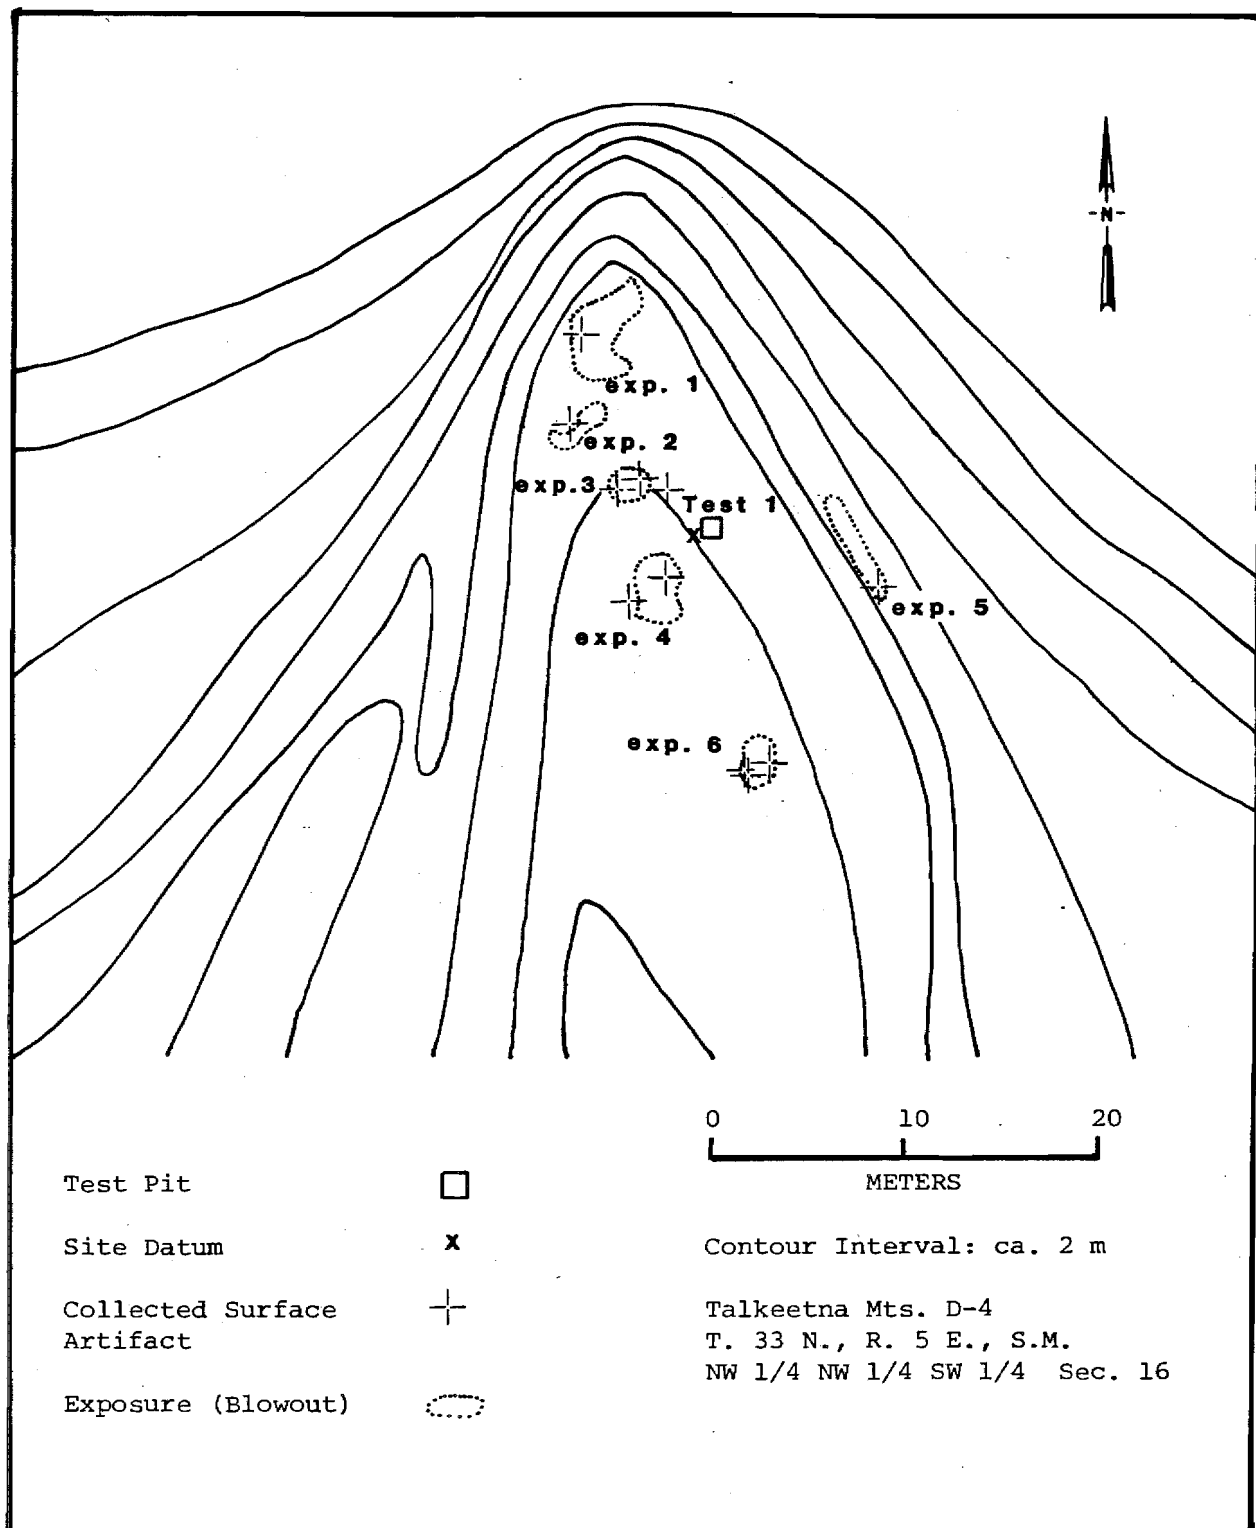 -N-
exp. 1
exp. 2
exp.3
Test 1
x
exp. 5
exp. 4
exp. 6
0 10 20
METERS
Test Pit
Site Datum x
Contour Interval: ca. 2 m
Collected Surface
Artifact
Talkeetna Mts. D-4
T. 33 N., R. 5 E., S.M.
NW 1/4 NW 1/4 SW 1/4 Sec. 16
Exposure (Blowout)